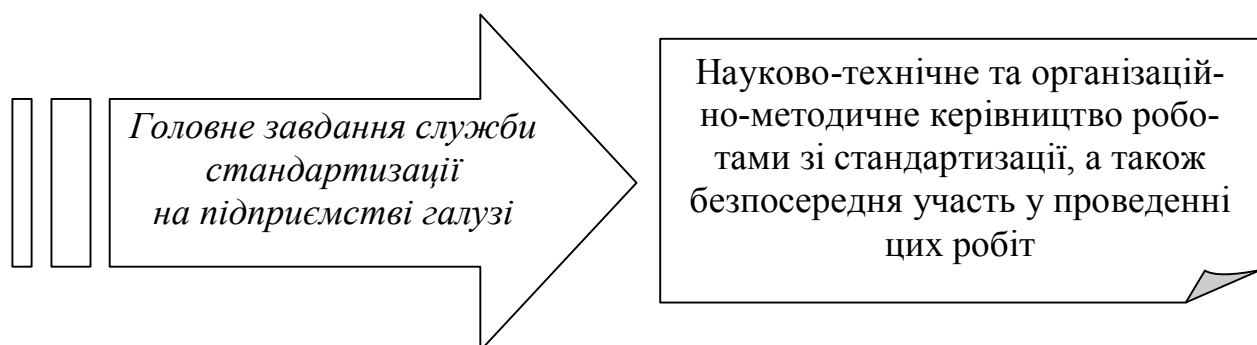 Головне завдання служби
стандартизації
на підприємстві галузі
Науково-технічне та організацій-
но-методичне керівництво робо-
тами зі стандартизації, а також
безпосередня участь у проведенні
цих робіт